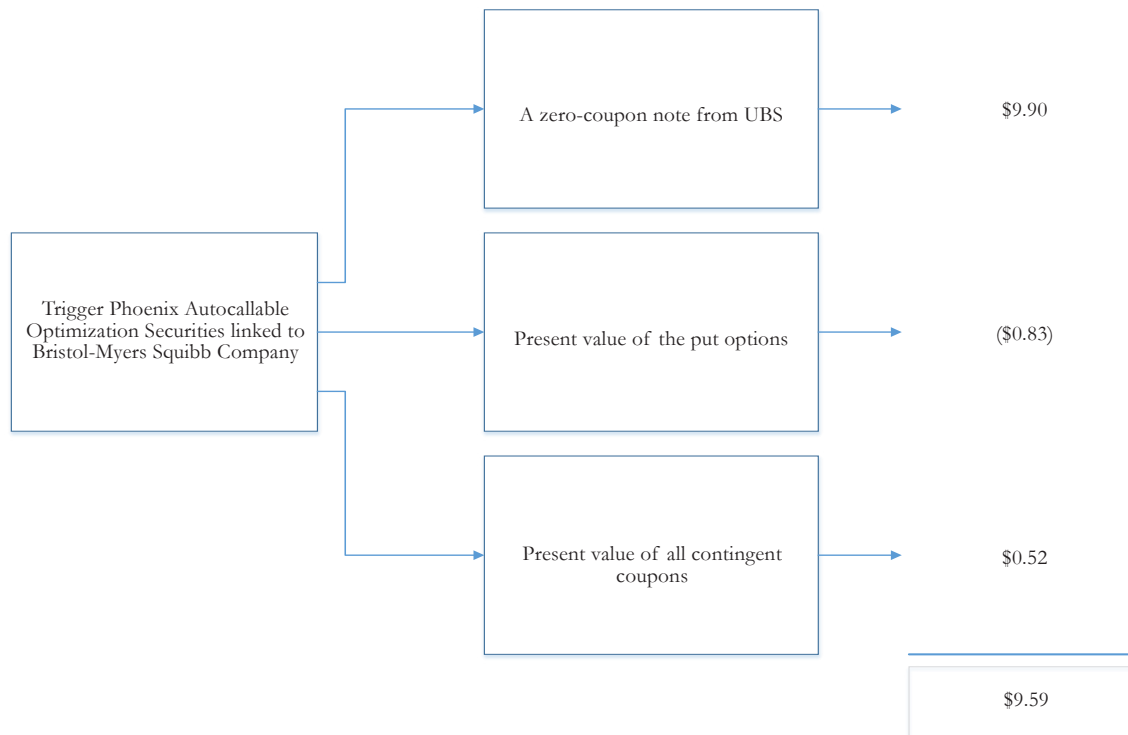 A zero-coupon note from UBS
$9.90
Trigger Phoenix Autocallable
Optimization Securities linked to
Bristol-Myers Squibb Company
Present value of the put options
($0.83)
Present value of all contingent
coupons
$0.52
$9.59